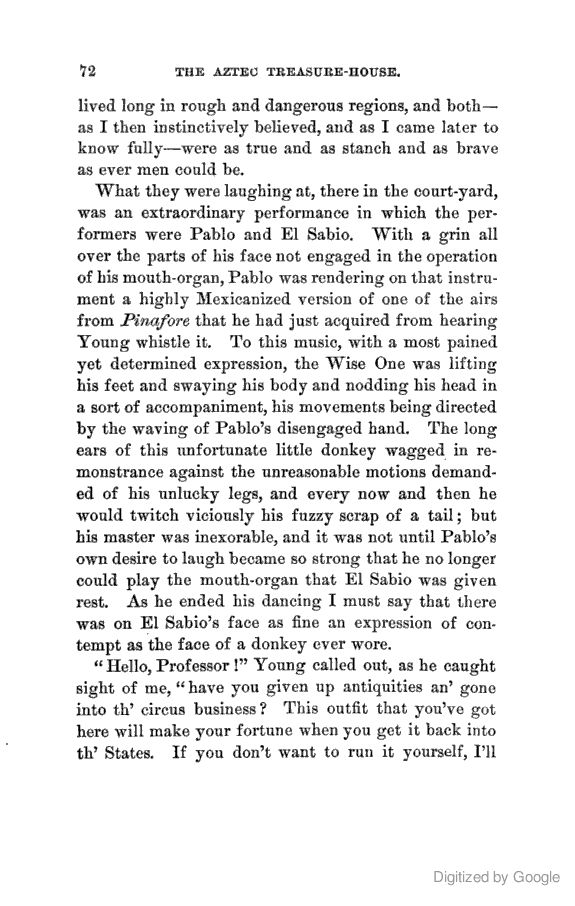 72 THE AZTEC TREASURE-HOUSE.
lived long in rough and dangerous regions, and both—
as I then instinctively believed, and as I came later to
know fully—were as true and as stanch and as brave
as ever men could be.
What they were laughing at, there in the court-yard,
was an extraordinary performance in which the per-
formers were Pablo and El Sabio. With a grin all
over the parts of his face not engaged in the operation
of his mouth-organ, Pablo was rendering on that instru-
ment a highly Mexicanized version of one of the airs
from Pinafore that he had just acquired from hearing
Young whistle it. To this music, with a most pained
yet determined expression, the Wise One was lifting
his feet and swaying his body and nodding his head in
a sort of accompaniment, his movements being directed
by the waving of Pablo's disengaged hand. The long
ears of this unfortunate little donkey wagged in re-
monstrance against the unreasonable motions demand-
ed of his unlucky legs, and every now and then he
would twitch viciously his fuzzy scrap of a tail; but
his master was inexorable, and it was not until Pablo's
own desire to laugh became so strong that he no longer
could play the mouth-organ that El Sabio was given
rest. As he ended his dancing I must say that there
was on El Sabio's face as fine an expression of con-
tempt as the face of a donkey ever wore.
"Hello, Professor!" Young called out, as he caught
sight of me, "have you given up antiquities an' gone
into th' circus business? This outfit that you've got
here will make your fortune when you get it back into
th' States. If you don't want to run it yourself, I'll
Digitized by Google